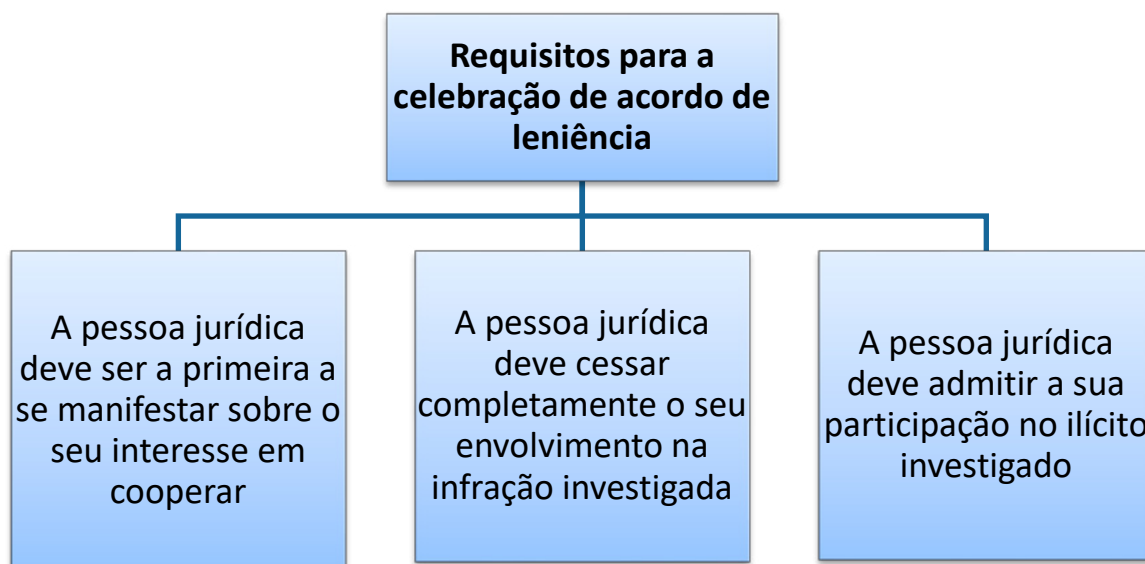 Requisitos para a
celebração de acordo de
leniência
A pessoa jurídica
deve ser a primeira a
se manifestar sobre o
seu interesse em
cooperar
A pessoa jurídica
deve cessar
completamente o seu
envolvimento na
infração investigada
A pessoa jurídica
deve admitir a sua
participação no ilícito
investigado